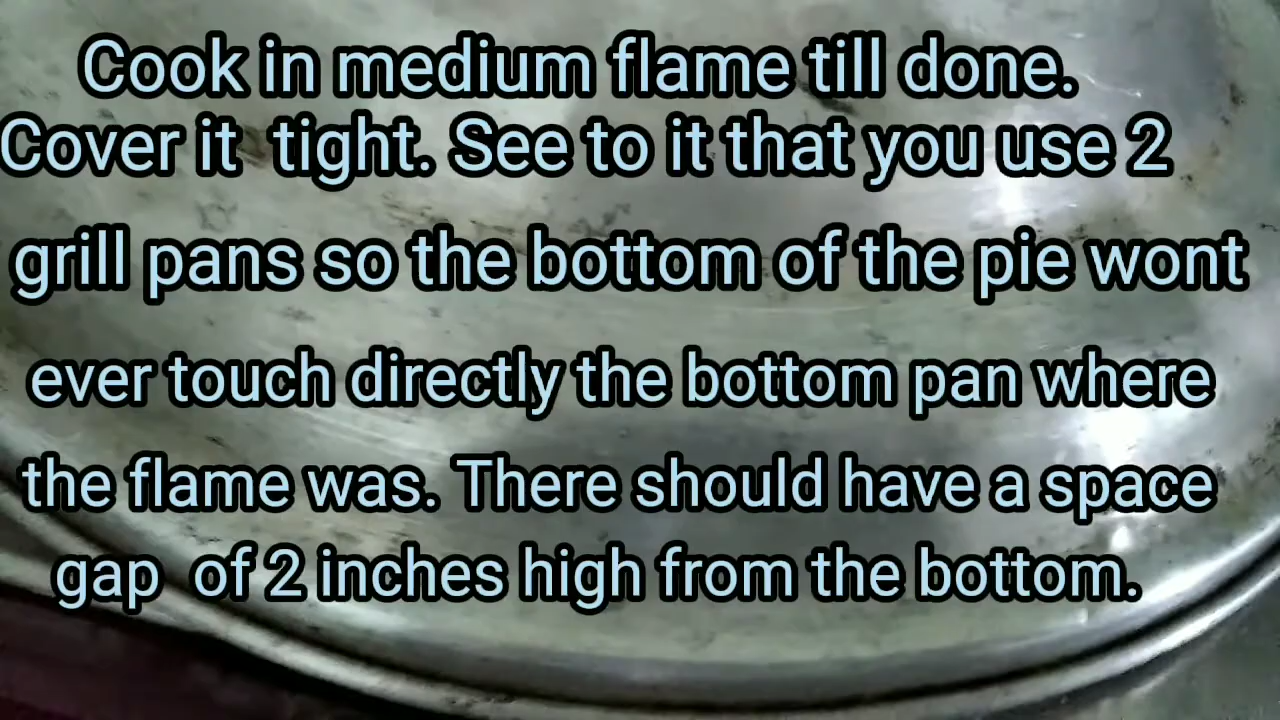 Cook in medium flame till done.
Cover it tight. See to it that you use 2
grill pans so the bottom of the pie wont
ever touch directly the bottom pan where
the flame was. There should have a space
gap of 2 inches high from the bottom.